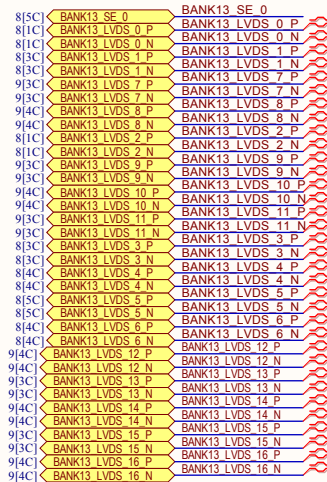 BANK13_SE_0
8[5C] BANK13_SE_0
BANK13_LVDS_0_P
8[1C] BANK13_LVDS_0_P
BANK13_LVDS_0_N
8[1C] BANK13_LVDS_0_N
BANK13_LVDS_1_P
8[3C] BANK13_LVDS_1_P
BANK13_LVDS_1_N
8[3C] BANK13_LVDS_1_N
BANK13_LVDS_7_P
9[3C] BANK13_LVDS_7_P
BANK13_LVDS_7_N
9[3C] BANK13_LVDS_7_N
BANK13_LVDS_8_P
9[4C] BANK13_LVDS_8_P
BANK13_LVDS_8_N
9[4C] BANK13_LVDS_8_N
BANK13_LVDS_2_P
8[1C] BANK13_LVDS_2_P
BANK13_LVDS_2_N
8[1C] BANK13_LVDS_2_N
BANK13_LVDS_9_P
9[3C] BANK13_LVDS_9_P
BANK13_LVDS_9_N
9[3C] BANK13_LVDS_9_N
BANK13_LVDS_10_P
9[4C] BANK13_LVDS_10_P
BANK13_LVDS_10_N
9[4C] BANK13_LVDS_10_N
BANK13_LVDS_11_P
9[3C] BANK13_LVDS_11_P
BANK13_LVDS_11_N
9[3C] BANK13_LVDS_11_N
BANK13_LVDS_3_P
8[3C] BANK13_LVDS_3_P
BANK13_LVDS_3_N
8[3C] BANK13_LVDS_3_N
BANK13_LVDS_4_P
8[4C] BANK13_LVDS_4_P
BANK13_LVDS_4_N
8[4C] BANK13_LVDS_4_N
BANK13_LVDS_5_P
8[5C] BANK13_LVDS_5_P
BANK13_LVDS_5_N
8[5C] BANK13_LVDS_5_N
BANK13_LVDS_6_P
8[4C] BANK13_LVDS_6_P
BANK13_LVDS_6_N
8[4C] BANK13_LVDS_6_N
BANK13_LVDS_12_P
9[4C] BANK13_LVDS_12_P
BANK13_LVDS_12_N
9[4C] BANK13_LVDS_12_N
BANK13_LVDS_13_P
9[3C] BANK13_LVDS_13_P
BANK13_LVDS_13_N
9[3C] BANK13_LVDS_13_N
BANK13_LVDS_14_P
9[4C] BANK13_LVDS_14_P
BANK13_LVDS_14_N
9[4C] BANK13_LVDS_14_N
BANK13_LVDS_15_P
9[3C] BANK13_LVDS_15_P
BANK13_LVDS_15_N
9[3C] BANK13_LVDS_15_N
BANK13_LVDS_16_P
9[4C] BANK13_LVDS_16_P
BANK13_LVDS_16_N
9[4C] BANK13_LVDS_16_N